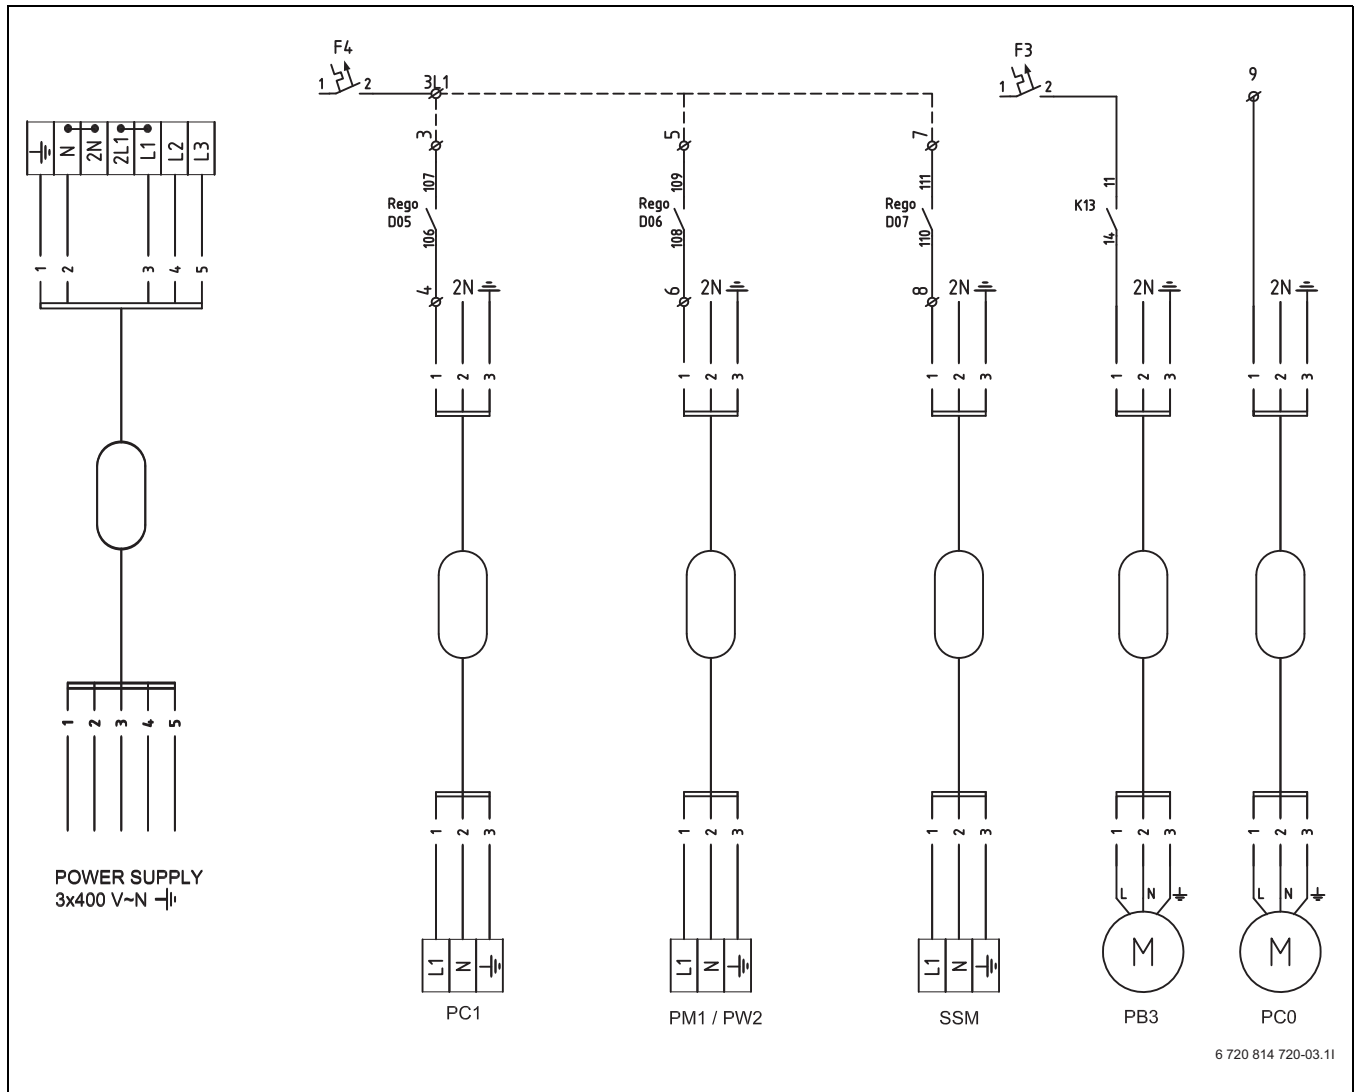 F4
1 2
3L1
F3
1 2
9
N 2N 2L1 L1 L2 L3
3 5 7
107 109 111 11
Rego
D05
Rego
D06
Rego
D07
K13
106 108 110 14
1 2 3 4 5
4 2N
6 2N
8 2N
2N
2N
1 2 3
1 2 3
1 2 3
1 2 3
1 2 3
1 2 3 4 5
1 2 3
1 2 3
1 2 3
1 2 3
1 2 3
POWER SUPPLY
3x400 V~N
L N
L N
L1 N
L1 N
L1 N
M
M
PC1
PM1 / PW2
SSM
PB3
PC0
6 720 814 720-03.1I